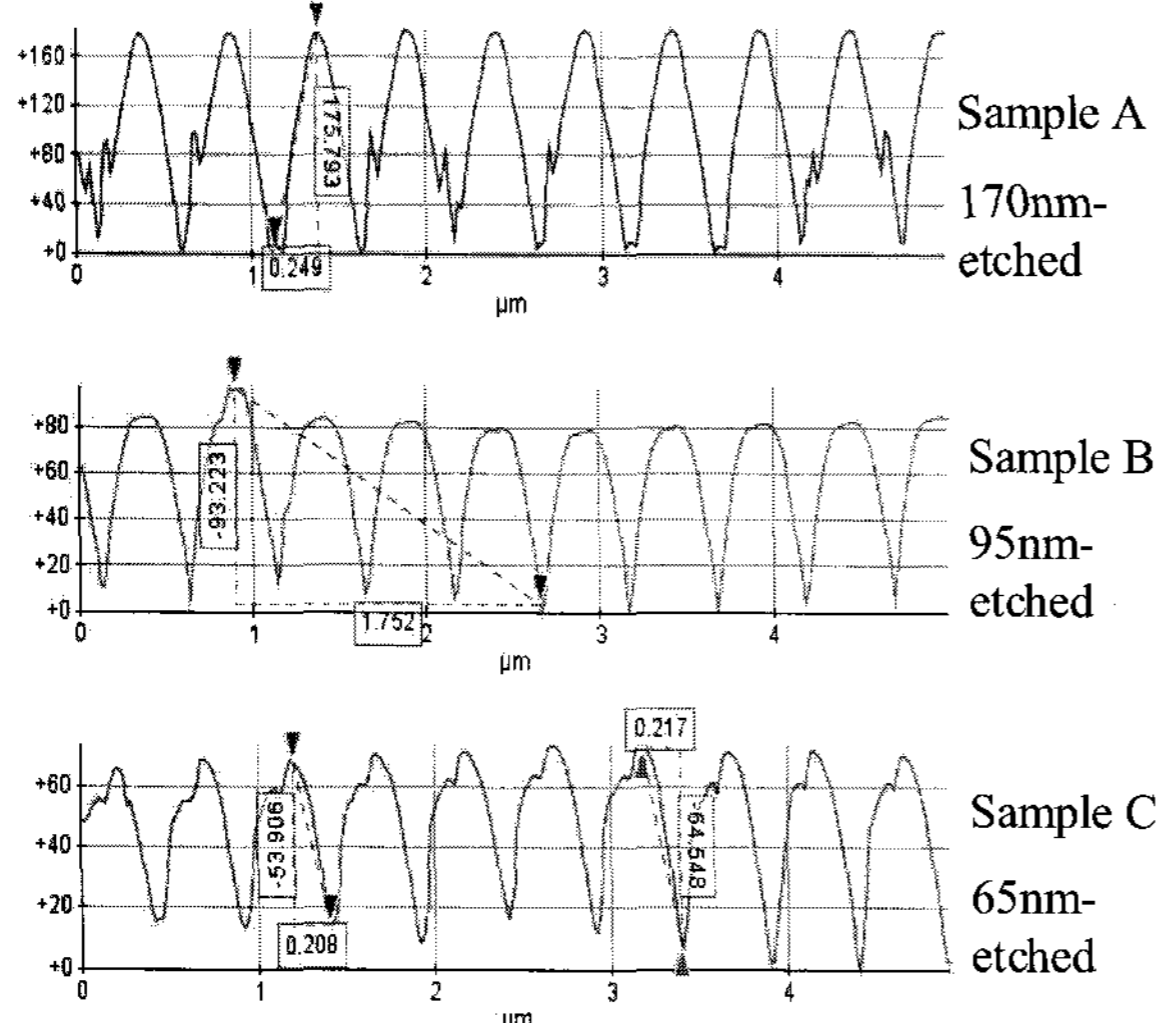 +160
+120
+80
+40
+0
175.793
0.249
0 1 2 3 4
µm
Sample A
170nm-
etched
+80
+60
+40
+20
+0
-93.223
1.752
0 1 2 3 4
µm
Sample B
95nm-
etched
+60
+40
+20
+0
-53.906
0.208
0.217
-64.548
0 1 2 3 4
µm
Sample C
65nm-
etched